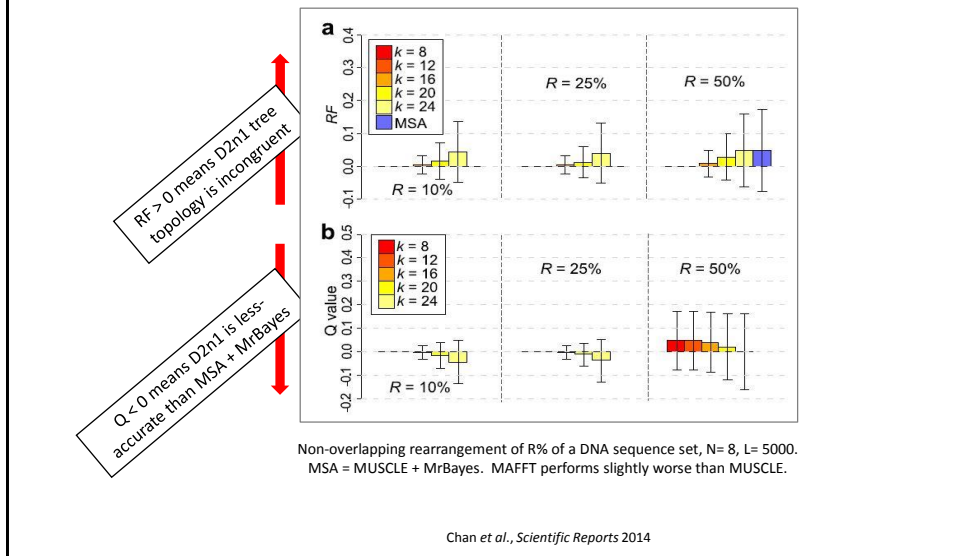 RF > 0 means D2n1 tree
topology is incongruent
Q < 0 means D2n1 is less-
accurate than MSA + MrBayes
a
RF
0.4
0.3
0.2
0.1
0.0
-0.1
k = 8
k = 12
k = 16
k = 20
k = 24
MSA
R = 10%
R = 25%
R = 50%
b
Q value
0.5
0.4
0.3
0.2
0.1
0.0
-0.1
-0.2
k = 8
k = 12
k = 16
k = 20
k = 24
R = 10%
R = 25%
R = 50%
Non-overlapping rearrangement of R% of a DNA sequence set, N= 8, L= 5000.
MSA = MUSCLE + MrBayes. MAFFT performs slightly worse than MUSCLE.
Chan et al., Scientific Reports 2014